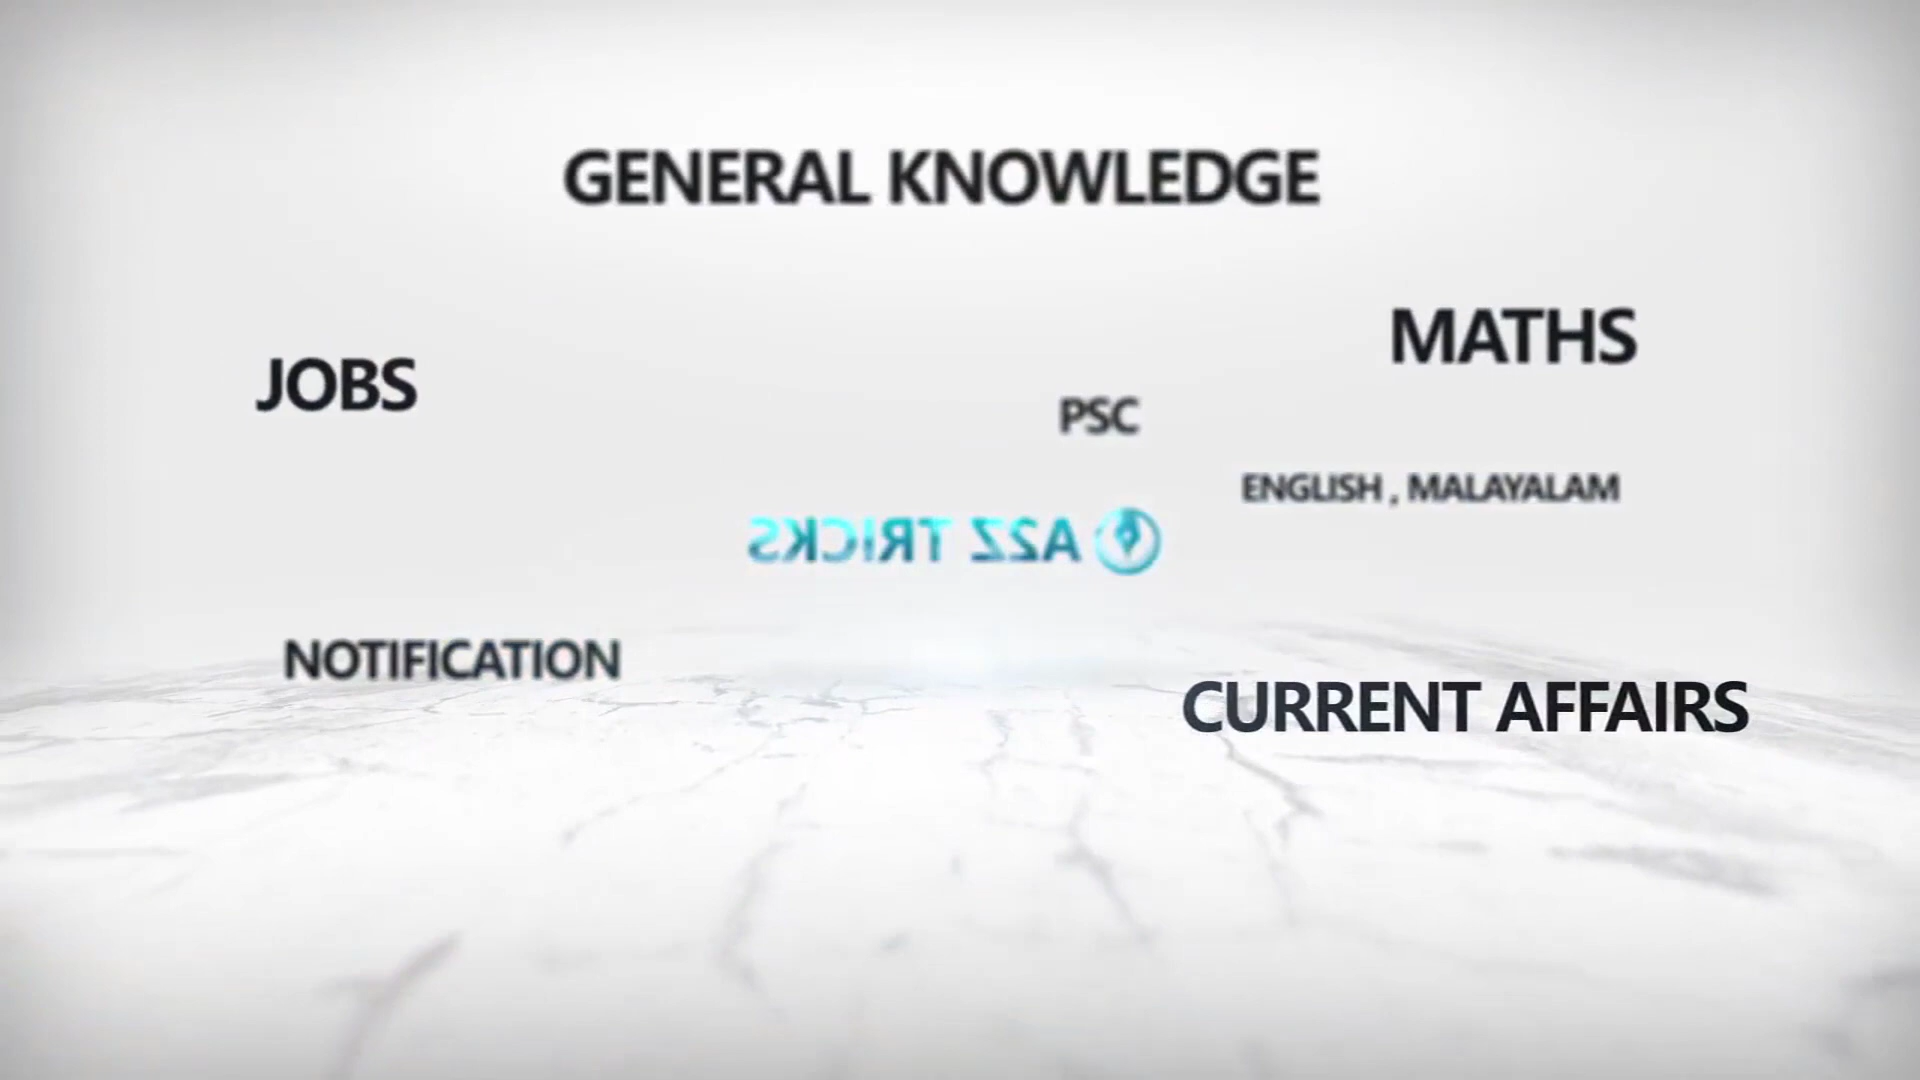 GENERAL KNOWLEDGE
MATHS
JOBS
PSC
ENGLISH , MALAYALAM
A2Z TRICKS
NOTIFICATION
CURRENT AFFAIRS